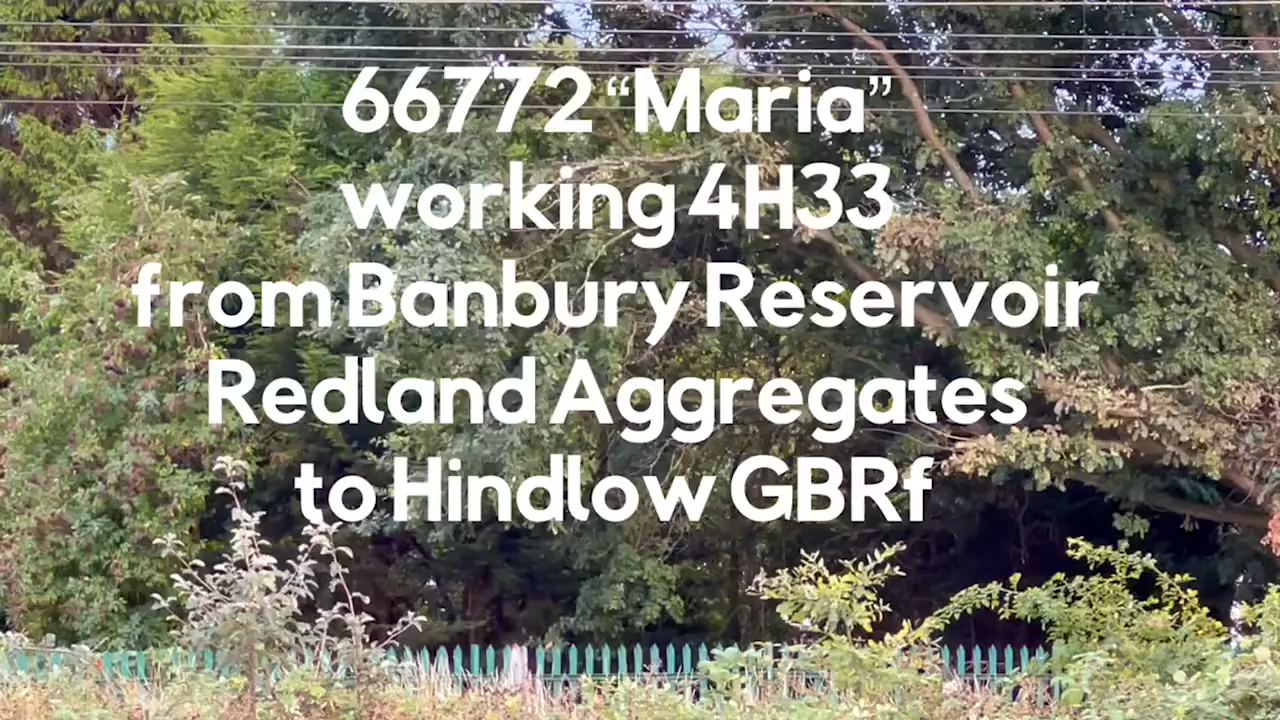 66772 “Maria”
working 4H33
from Banbury Reservoir
Redland Aggregates
to Hindlow GBRf